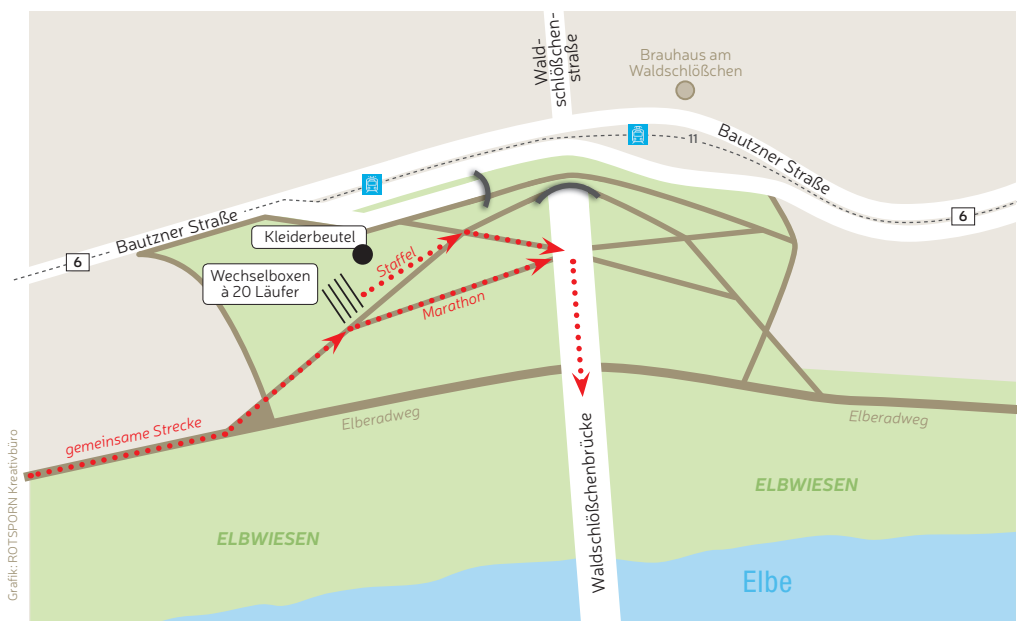 Wald-
schlößchen-
straße
Brauhaus am
Waldschlößchen
11
Bautzner Straße
6
Bautzner Straße
6
Kleiderbeutel
Wechselboxen
à 20 Läufer
Staffel
Marathon
gemeinsame Strecke
Elberadweg
Elberadweg
Waldschlößchenbrücke
ELBWIESEN
ELBWIESEN
Elbe
Grafik: ROTSPORN Kreativbüro